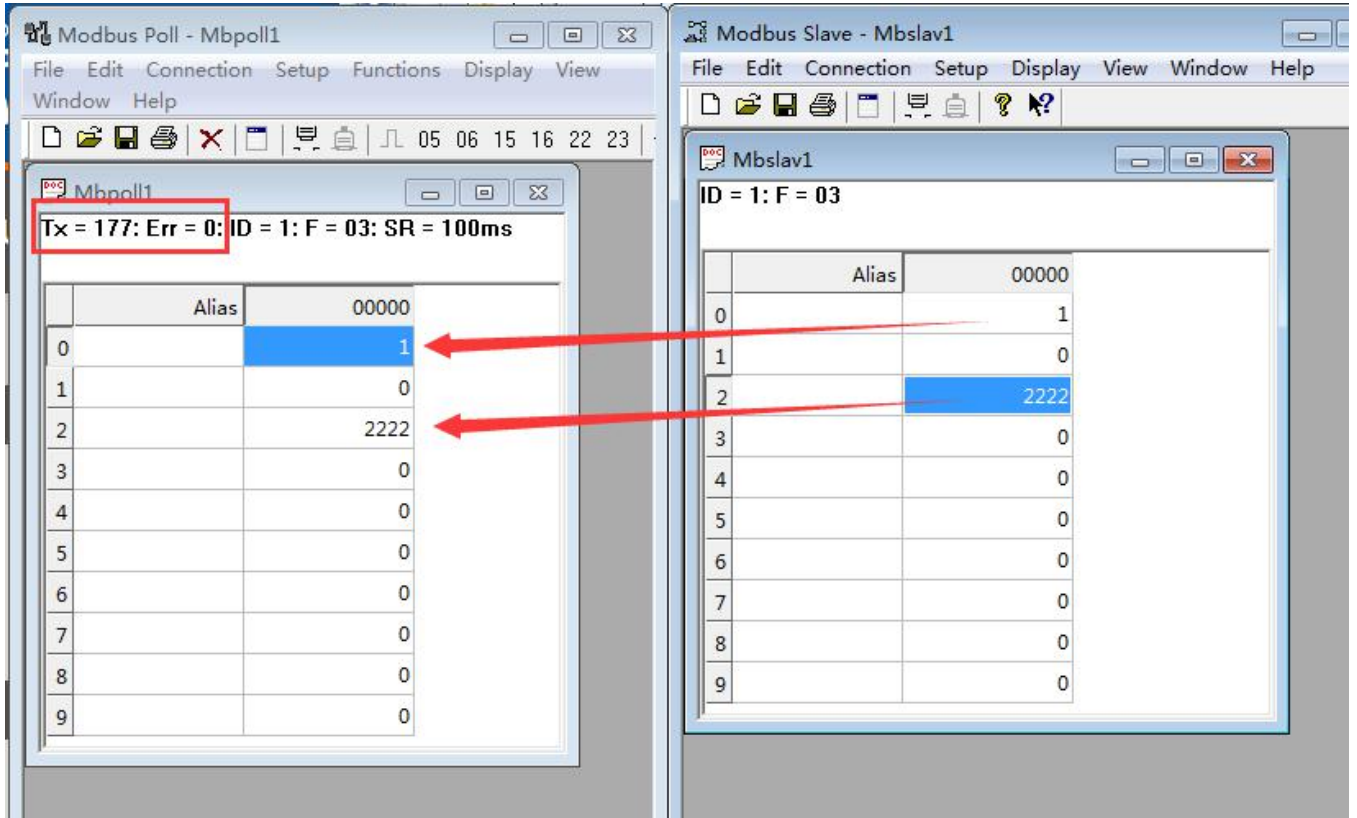 Modbus Poll - Mbpoll1
File Edit Connection Setup Functions Display View
Window Help
05 06 15 16 22 23
Mbpoll1
Tx = 177: Err = 0: ID = 1: F = 03: SR = 100ms
Alias 00000
0 1
1 0
2 2222
3 0
4 0
5 0
6 0
7 0
8 0
9 0
Modbus Slave - Mbslav1
File Edit Connection Setup Display View Window Help
Mbslav1
ID = 1: F = 03
Alias 00000
0 1
1 0
2 2222
3 0
4 0
5 0
6 0
7 0
8 0
9 0